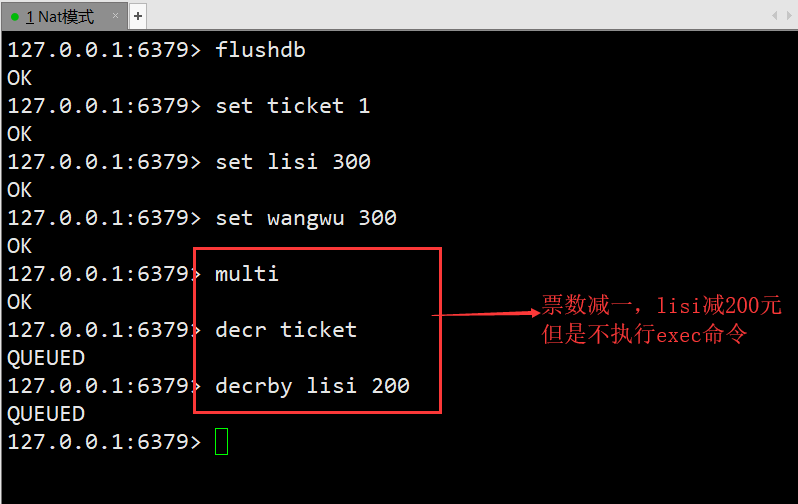 1 Nat模式
127.0.0.1:6379> flushdb
OK
127.0.0.1:6379> set ticket 1
OK
127.0.0.1:6379> set lisi 300
OK
127.0.0.1:6379> set wangwu 300
OK
127.0.0.1:6379> multi
OK
127.0.0.1:6379> decr ticket
QUEUED
127.0.0.1:6379> decrby lisi 200
QUEUED
127.0.0.1:6379>
票数减一，lisi减200元
但是不执行exec命令